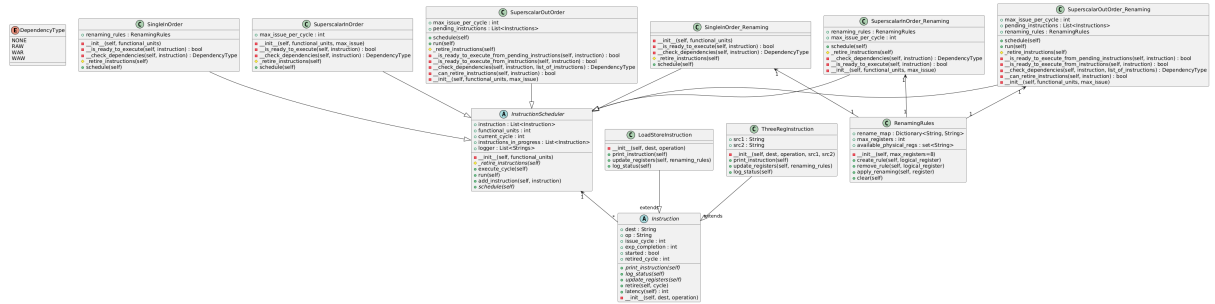 E DependencyType
NONE
RAW
WAR
WAW
C SingleInOrder
renaming_rules : RenamingRules
__init__(self, functional_units)
__is_ready_to_execute(self, instruction) : bool
__check_dependencies(self, instruction) : DependencyType
_retire_instructions(self)
schedule(self)
C SuperscalarInOrder
max_issue_per_cycle : int
__init__(self, functional_units, max_issue)
__is_ready_to_execute(self, instruction) : bool
__check_dependencies(self, instruction) : DependencyType
_retire_instructions(self)
schedule(self)
C SuperscalarOutOrder
max_issue_per_cycle : int
pending_instructions : List<Instructions>
schedule(self)
run(self)
_retire_instructions(self)
__is_ready_to_execute_from_pending_instructions(self, instruction) : bool
__is_ready_to_execute_from_instructions(self, instruction) : bool
__check_dependencies(self, instruction, list_of_instructions) : DependencyType
__can_retire_instructions(self, instruction) : bool
__init__(self, functional_units, max_issue)
C SingleInOrder_Renaming
__init__(self, functional_units)
__is_ready_to_execute(self, instruction) : bool
__check_dependencies(self, instruction) : DependencyType
_retire_instructions(self)
schedule(self)
C SuperscalarInOrder_Renaming
renaming_rules : RenamingRules
max_issue_per_cycle : int
schedule(self)
_retire_instructions(self)
__check_dependencies(self, instruction) : DependencyType
__is_ready_to_execute(self, instruction) : bool
__init__(self, functional_units, max_issue)
C SuperscalarOutOrder_Renaming
max_issue_per_cycle : int
pending_instructions : List<Instructions>
renaming_rules : RenamingRules
schedule(self)
run(self)
_retire_instructions(self)
__is_ready_to_execute_from_pending_instructions(self, instruction) : bool
__is_ready_to_execute_from_instructions(self, instruction) : bool
__check_dependencies(self, instruction, list_of_instructions) : DependencyType
__can_retire_instructions(self, instruction) : bool
__init__(self, functional_units, max_issue)
1
1
1
1
1
1
A InstructionScheduler
instruction : List<Instruction>
functional_units : int
current_cycle : int
instructions_in_progress : List<Instruction>
logger : List<Strings>
__init__(self, functional_units)
_retire_instructions(self)
execute_cycle(self)
run(self)
add_instruction(self, instruction)
schedule(self)
C LoadStoreInstruction
__init__(self, dest, operation)
print_instruction(self)
update_registers(self, renaming_rules)
log_status(self)
C ThreeRegInstruction
src1 : String
src2 : String
__init__(self, dest, operation, src1, src2)
print_instruction(self)
update_registers(self, renaming_rules)
log_status(self)
C RenamingRules
rename_map : Dictionary<String, String>
max_registers : int
available_physical_regs : set<String>
__init__(self, max_registers=8)
create_rule(self, logical_register)
remove_rule(self, logical_register)
apply_renaming(self, register)
clear(self)
1
*
extends
extends
A Instruction
dest : String
op : String
issue_cycle : int
exp_completion : int
started : bool
retired_cycle : int
print_instruction(self)
log_status(self)
update_registers(self)
retire(self, cycle)
latency(self) : int
__init__(self, dest, operation)